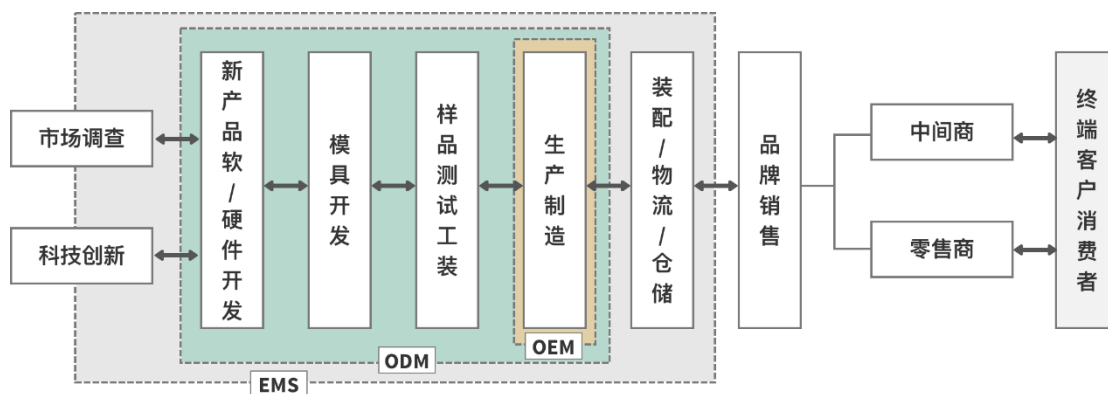 市场调查
科技创新
新产品软/硬件开发
模具开发
样品测试工装
生产制造
装配/物流/仓储
品牌销售
中间商
零售商
终端客户消费者
OEM
ODM
EMS